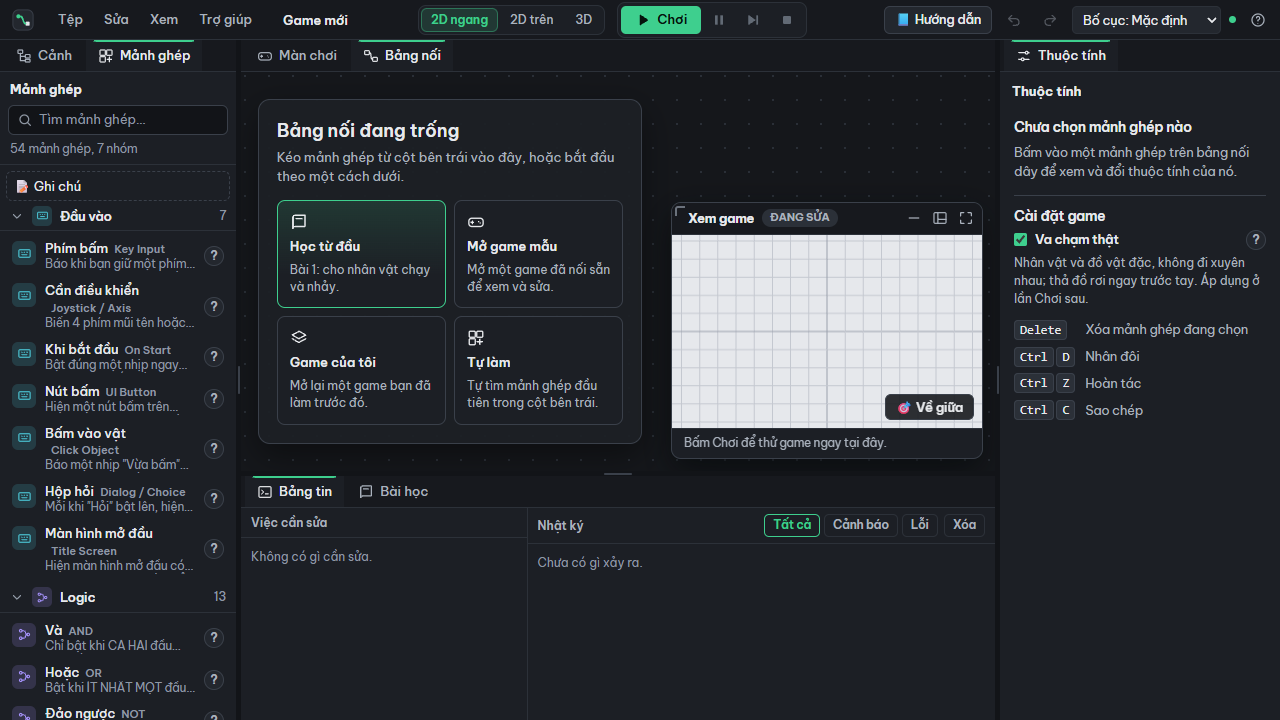 Tệp Sửa Xem Trợ giúp Game mới 2D ngang 2D trên 3D Chơi 📘 Hướng dẫn Bố cục: Mặc định
Cảnh Mảnh ghép
Mảnh ghép
Tìm mảnh ghép...
54 mảnh ghép, 7 nhóm
📝 Ghi chú
Đầu vào 7
Phím bấm Key Input
Báo khi bạn giữ một phím...
?
Cần điều khiển
Joystick / Axis
Biến 4 phím mũi tên hoặc...
?
Khi bắt đầu On Start
Bật đúng một nhịp ngay...
?
Nút bấm UI Button
Hiện một nút bấm trên...
?
Bấm vào vật
Click Object
Báo một nhịp "Vừa bấm"...
?
Hộp hỏi Dialog / Choice
Mỗi khi "Hỏi" bật lên, hiện...
?
Màn hình mở đầu
Title Screen
Hiện màn hình mở đầu có...
?
Logic 13
Và AND
Chỉ bật khi CẢ HAI đầu...
?
Hoặc OR
Bật khi ÍT NHẤT MỘT đầu...
?
Đảo ngược NOT
?
Màn chơi Bảng nối
Bảng nối đang trống
Kéo mảnh ghép từ cột bên trái vào đây, hoặc bắt đầu
theo một cách dưới.
Học từ đầu
Bài 1: cho nhân vật chạy
và nhảy.
Mở game mẫu
Mở một game đã nối sẵn
để xem và sửa.
Game của tôi
Mở lại một game bạn đã
làm trước đó.
Tự làm
Tự tìm mảnh ghép đầu
tiên trong cột bên trái.
Xem game ĐANG SỬA
🎯 Về giữa
Bấm Chơi để thử game ngay tại đây.
Bảng tin Bài học
Việc cần sửa
Không có gì cần sửa.
Nhật ký Tất cả Cảnh báo Lỗi Xóa
Chưa có gì xảy ra.
Thuộc tính
Thuộc tính
Chưa chọn mảnh ghép nào
Bấm vào một mảnh ghép trên bảng nối
dây để xem và đổi thuộc tính của nó.
Cài đặt game
Va chạm thật ?
Nhân vật và đồ vật đặc, không đi xuyên
nhau; thả đồ rơi ngay trước tay. Áp dụng ở
lần Chơi sau.
Delete Xóa mảnh ghép đang chọn
Ctrl D Nhân đôi
Ctrl Z Hoàn tác
Ctrl C Sao chép